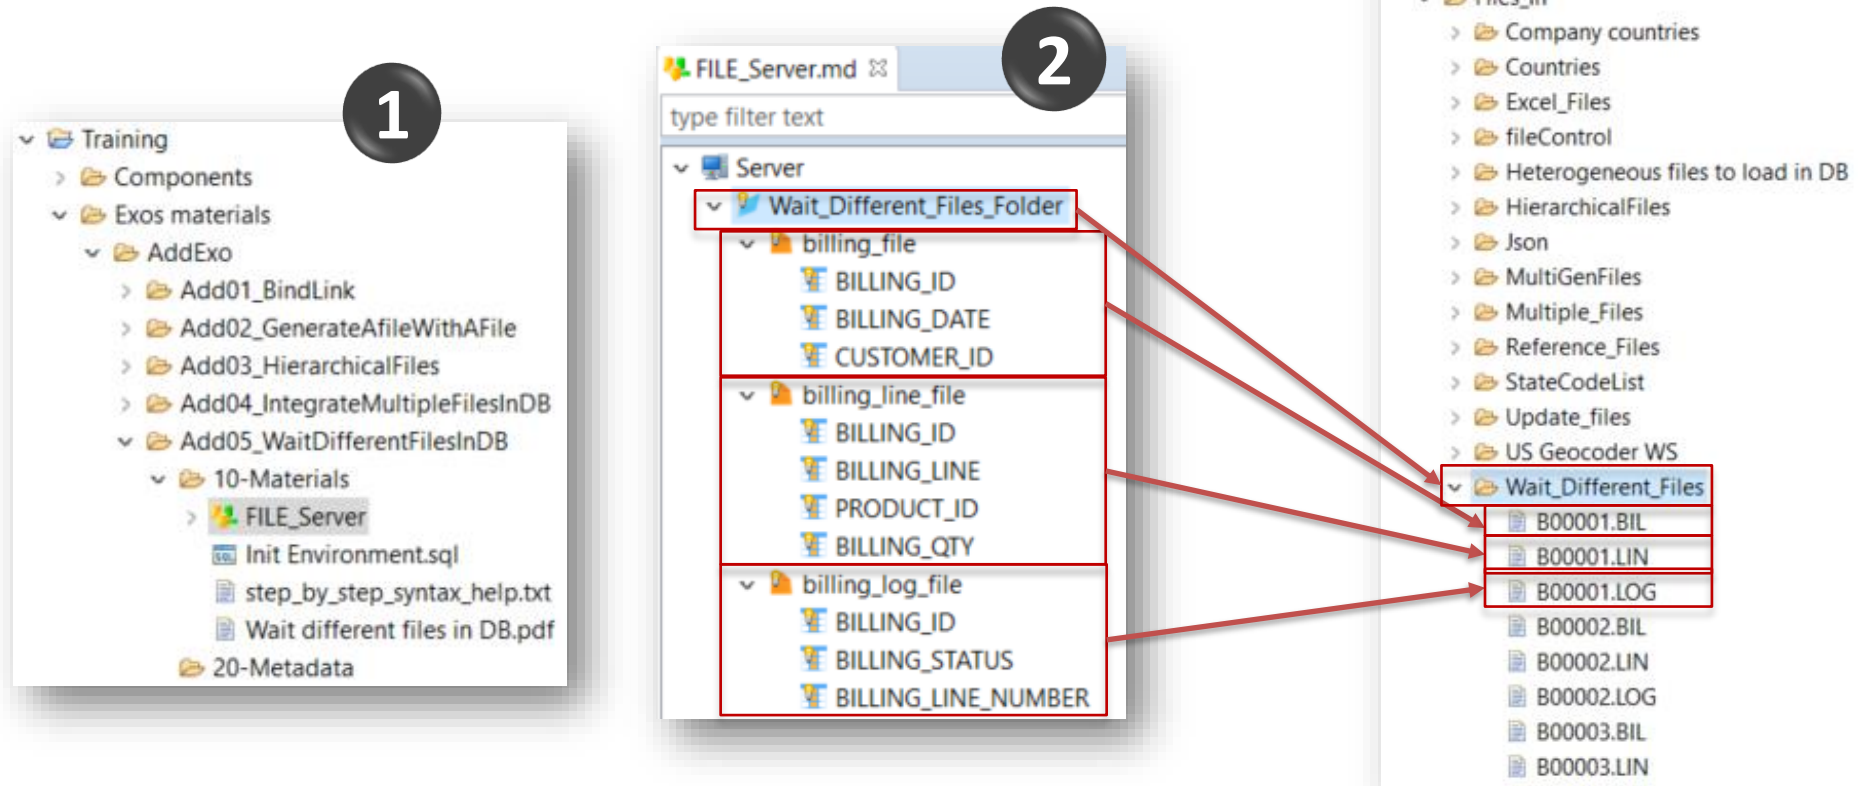 1
Training
Components
Exos materials
AddExo
Add01_BindLink
Add02_GenerateAfileWithAFile
Add03_HierarchicalFiles
Add04_IntegrateMultipleFilesInDB
Add05_WaitDifferentFilesInDB
10-Materials
FILE_Server
Init Environment.sql
step_by_step_syntax_help.txt
Wait different files in DB.pdf
20-Metadata
2
FILE_Server.md
type filter text
Server
Wait_Different_Files_Folder
billing_file
BILLING_ID
BILLING_DATE
CUSTOMER_ID
billing_line_file
BILLING_ID
BILLING_LINE
PRODUCT_ID
BILLING_QTY
billing_log_file
BILLING_ID
BILLING_STATUS
BILLING_LINE_NUMBER
Company countries
Countries
Excel_Files
fileControl
Heterogeneous files to load in DB
HierarchicalFiles
Json
MultiGenFiles
Multiple_Files
Reference_Files
StateCodeList
Update_files
US Geocoder WS
Wait_Different_Files
B00001.BIL
B00001.LIN
B00001.LOG
B00002.BIL
B00002.LIN
B00002.LOG
B00003.BIL
B00003.LIN